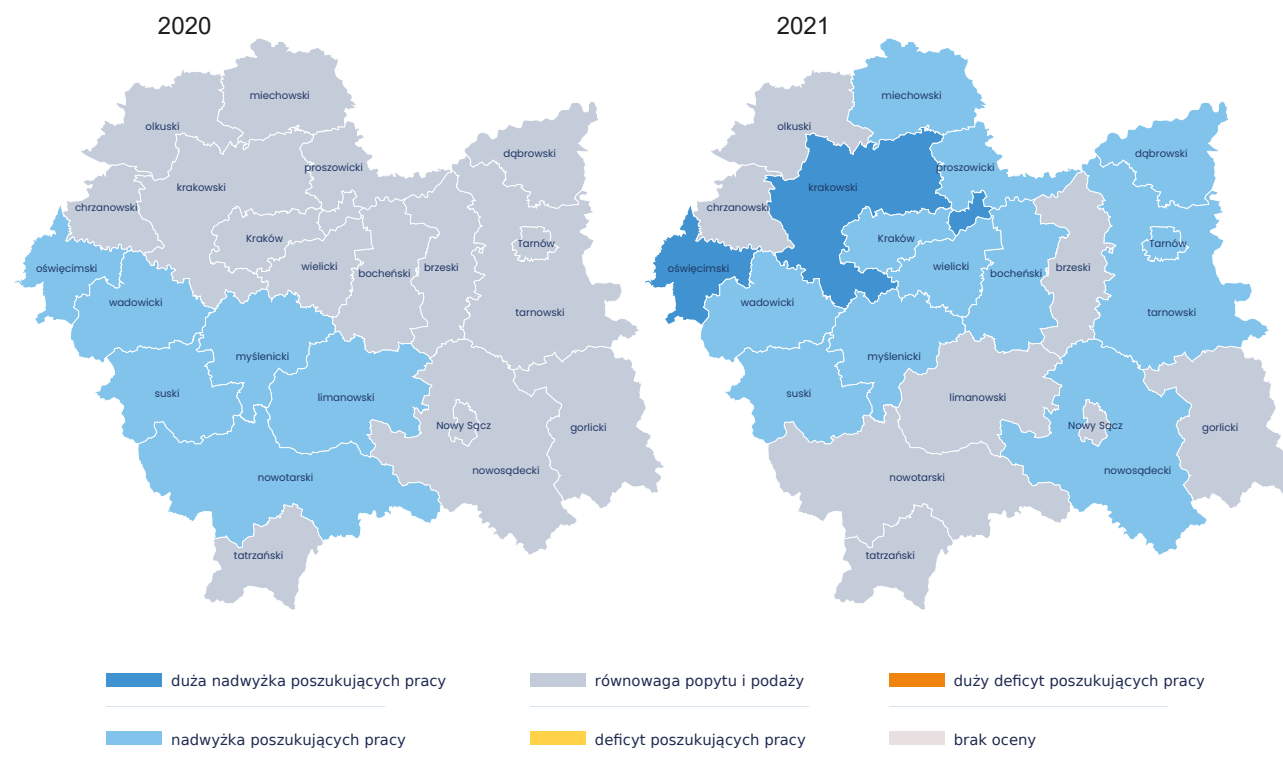 2020
miechowski
olkuski
dąbrowski
proszowicki
krakowski
chrzanowski
Kraków
Tarnów
oświęcimski
wielicki
bocheński
brzeski
wadowicki
tarnowski
myślenicki
suski
limanowski
Nowy Sącz
gorlicki
nowosądecki
nowotarski
tatrzański
2021
miechowski
olkuski
dąbrowski
proszowicki
krakowski
chrzanowski
Kraków
Tarnów
oświęcimski
wielicki
bocheński
brzeski
wadowicki
tarnowski
myślenicki
suski
limanowski
Nowy Sącz
gorlicki
nowosądecki
nowotarski
tatrzański
duża nadwyżka poszukujących pracy
równowaga popytu i podaży
duży deficyt poszukujących pracy
nadwyżka poszukujących pracy
deficyt poszukujących pracy
brak oceny